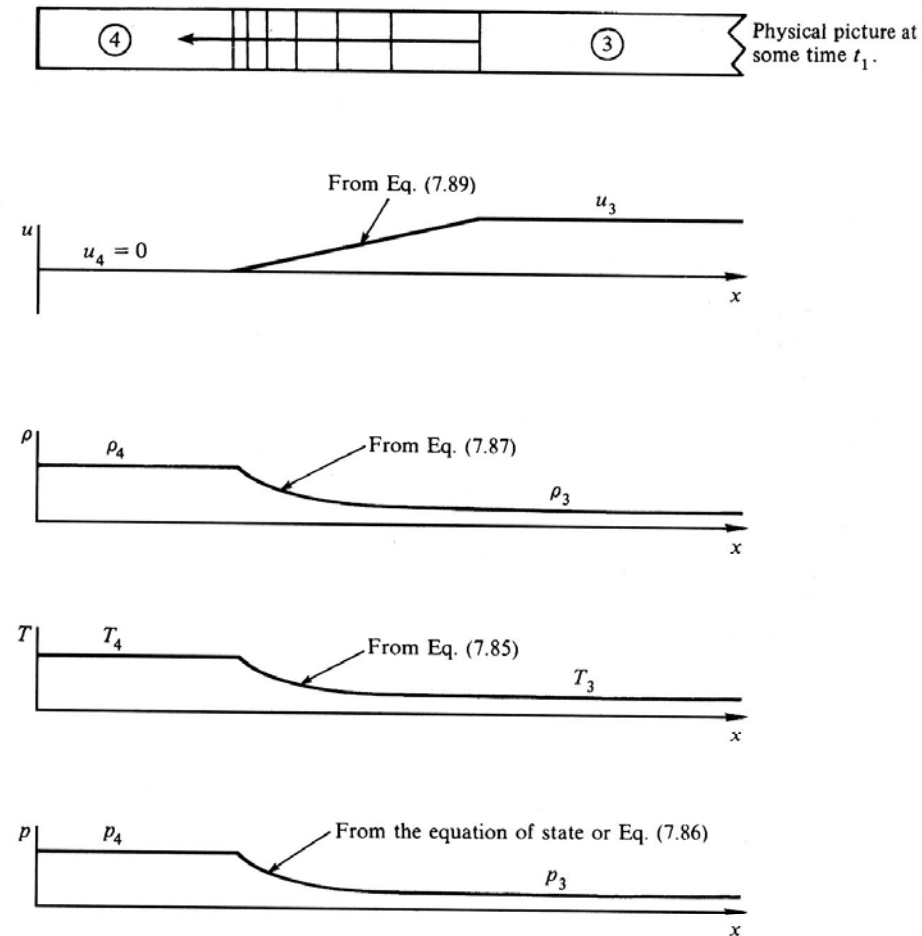 ④ ③ Physical picture at
some time t₁.
From Eq. (7.89)
u₃
u
u₄ = 0
x
ρ
ρ₄
From Eq. (7.87)
ρ₃
x
T
T₄
From Eq. (7.85)
T₃
x
p
p₄
From the equation of state or Eq. (7.86)
p₃
x